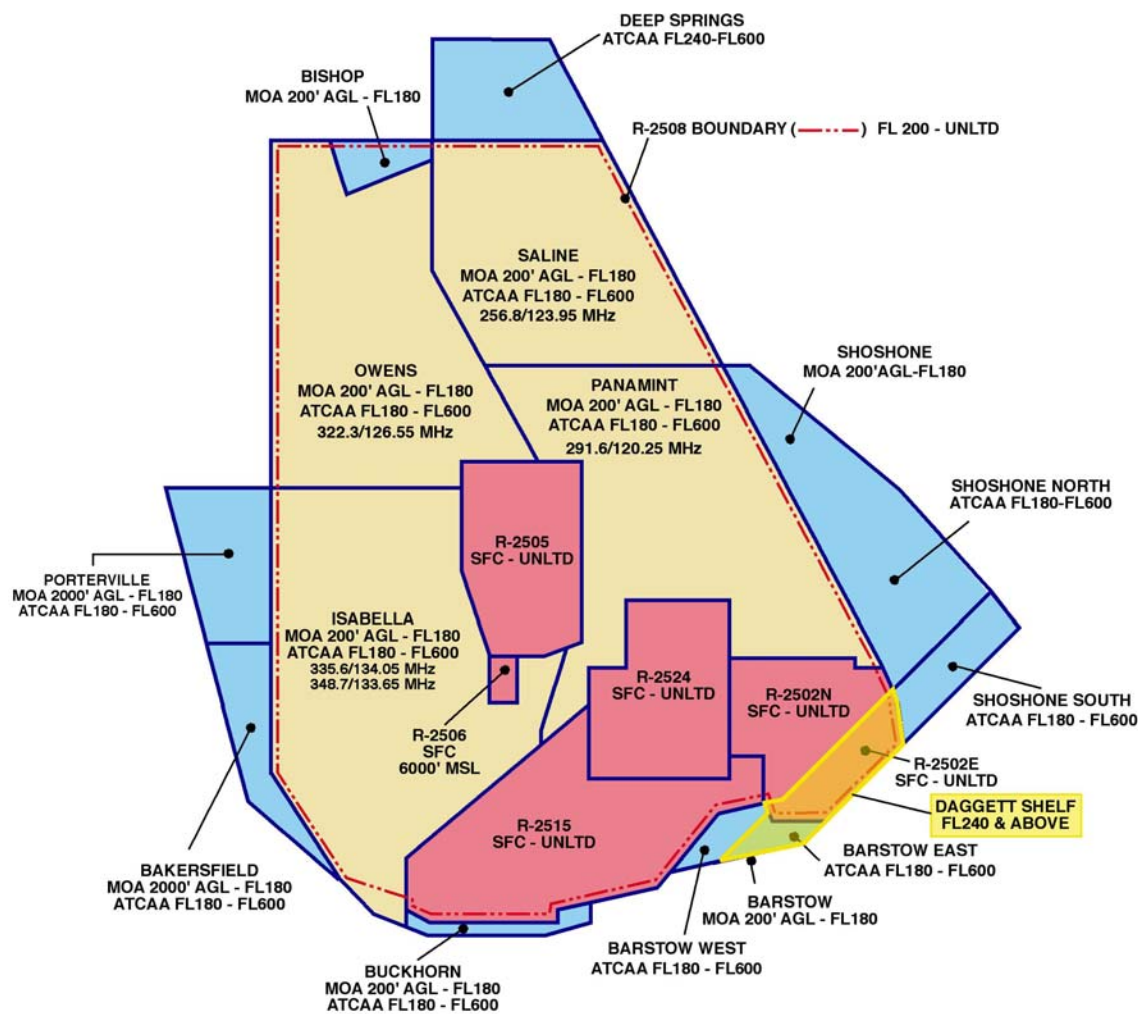 DEEP SPRINGS
ATCAA FL240-FL600
BISHOP
MOA 200' AGL - FL180
R-2508 BOUNDARY ( ) FL 200 - UNLTD
SALINE
MOA 200' AGL - FL180
ATCAA FL180 - FL600
256.8/123.95 MHz
SHOSHONE
MOA 200'AGL-FL180
OWENS
MOA 200' AGL - FL180
ATCAA FL180 - FL600
322.3/126.55 MHz
PANAMINT
MOA 200' AGL - FL180
ATCAA FL180 - FL600
291.6/120.25 MHz
SHOSHONE NORTH
ATCAA FL180-FL600
R-2505
SFC - UNLTD
PORTERVILLE
MOA 2000' AGL - FL180
ATCAA FL180 - FL600
ISABELLA
MOA 200' AGL - FL180
ATCAA FL180 - FL600
335.6/134.05 MHz
348.7/133.65 MHz
R-2524
SFC - UNLTD
R-2502N
SFC - UNLTD
SHOSHONE SOUTH
ATCAA FL180 - FL600
R-2506
SFC
6000' MSL
R-2502E
SFC - UNLTD
DAGGETT SHELF
FL240 & ABOVE
R-2515
SFC - UNLTD
BARSTOW EAST
ATCAA FL180 - FL600
BAKERSFIELD
MOA 2000' AGL - FL180
ATCAA FL180 - FL600
BARSTOW
MOA 200' AGL - FL180
BARSTOW WEST
ATCAA FL180 - FL600
BUCKHORN
MOA 200' AGL - FL180
ATCAA FL180 - FL600